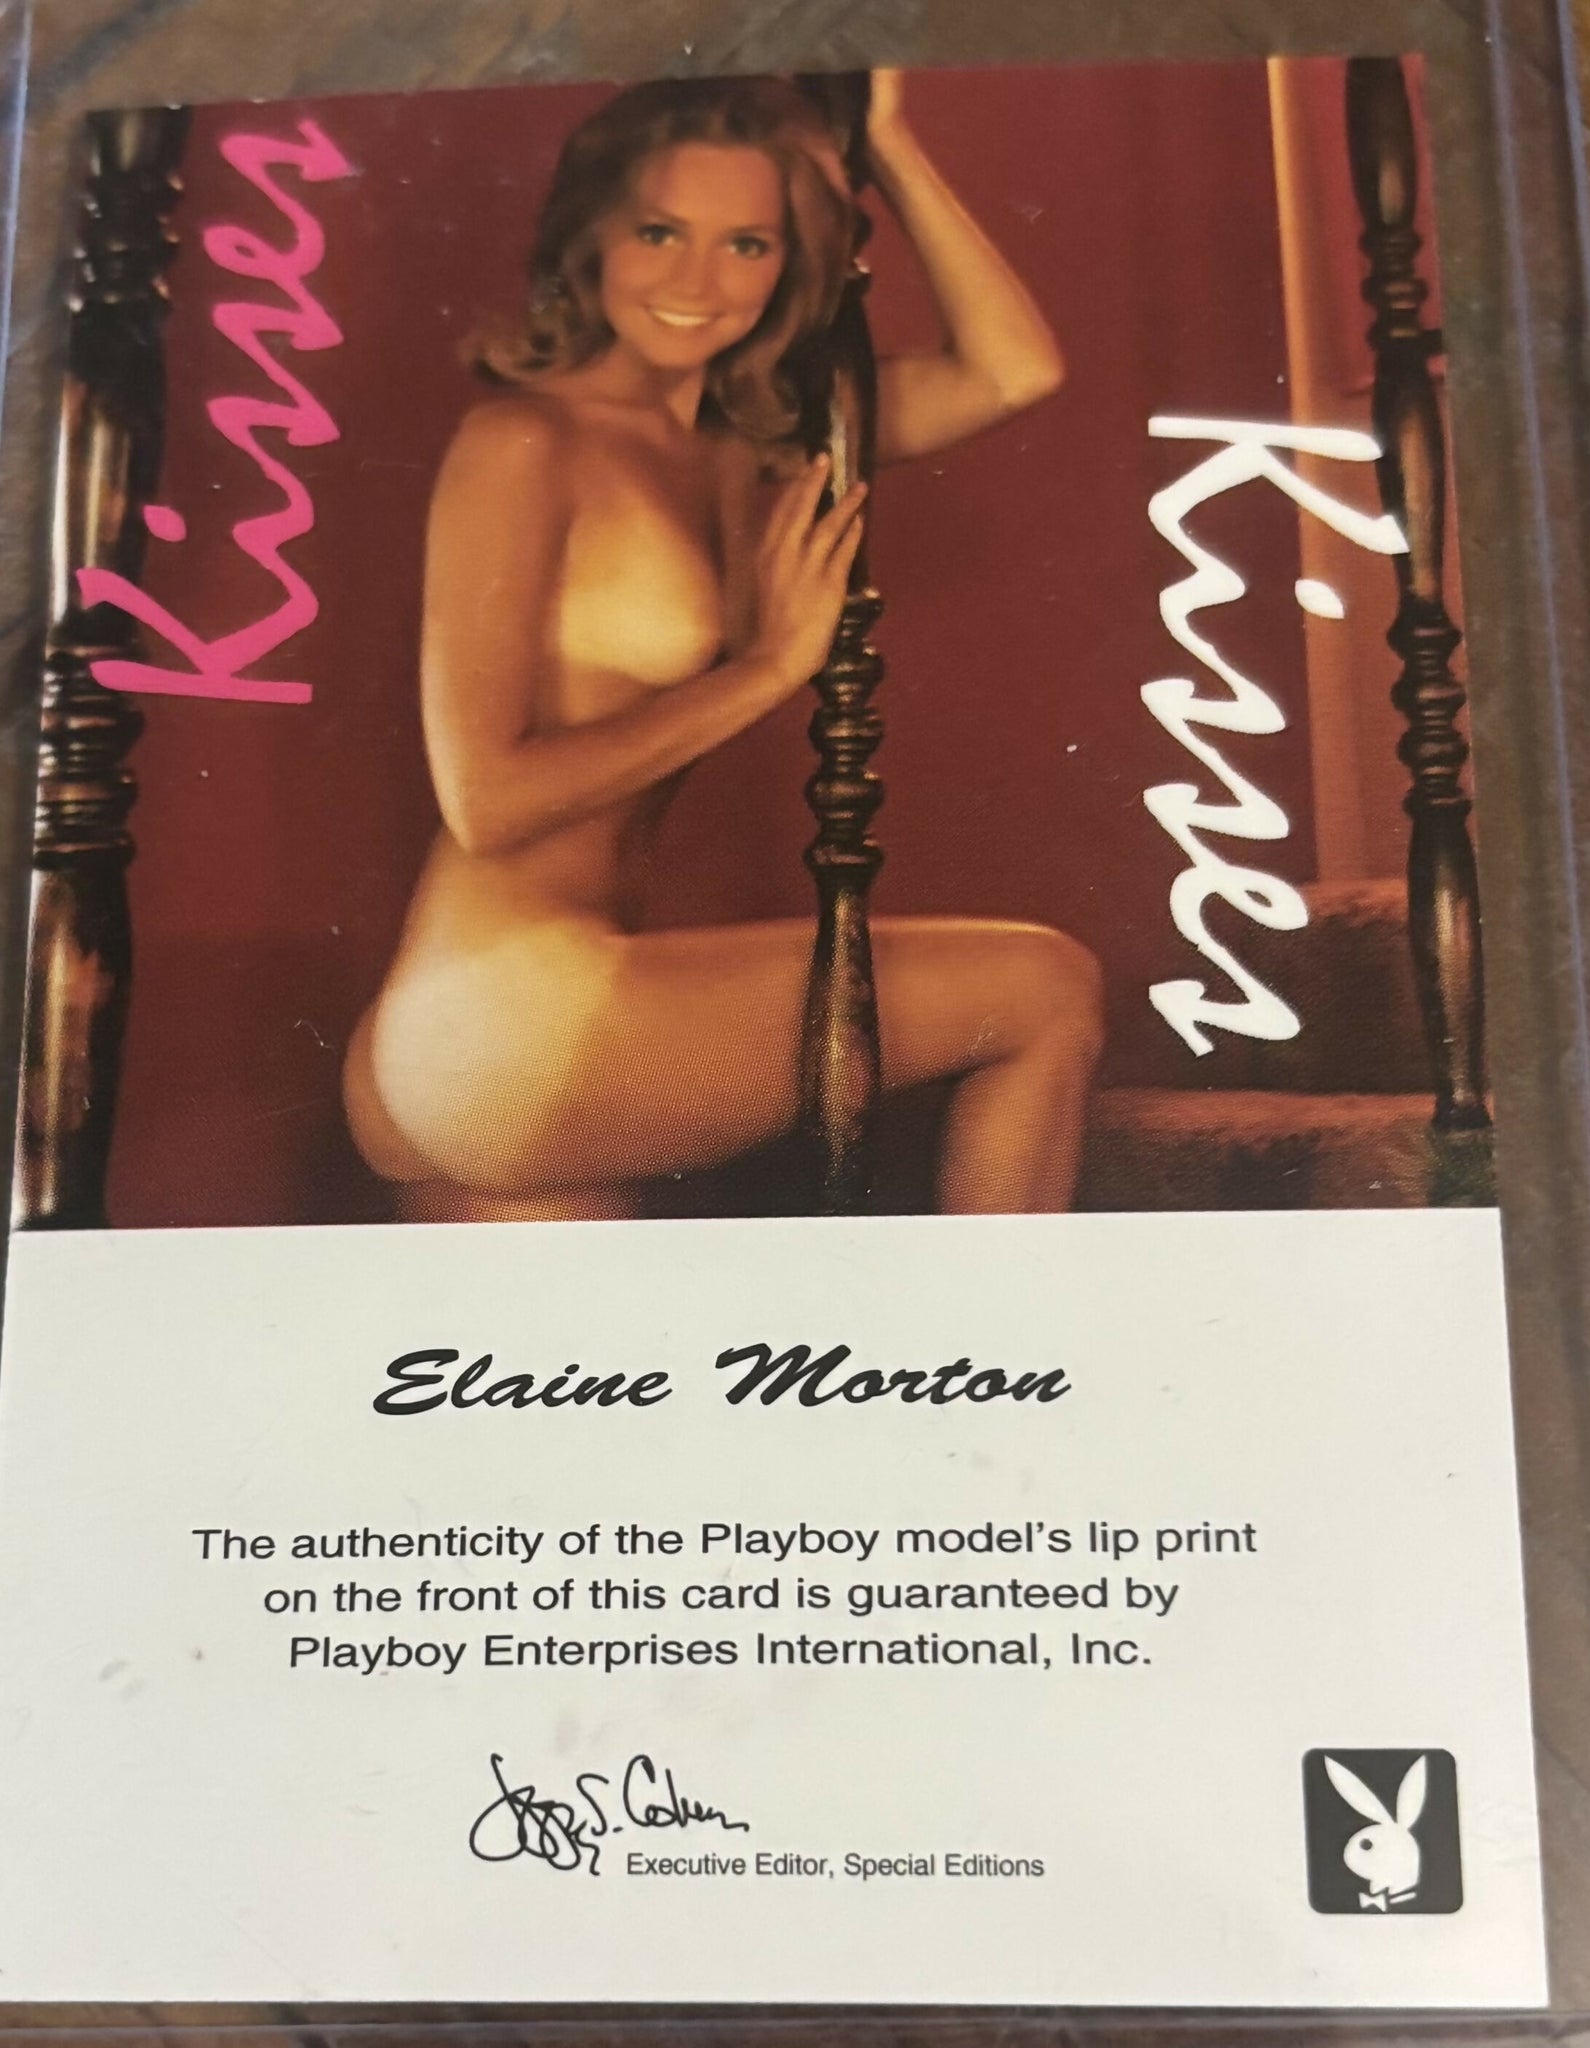 Kisses
Kisses
Elaine Morton
The authenticity of the Playboy model's lip print
on the front of this card is guaranteed by
Playboy Enterprises International, Inc.
Executive Editor, Special Editions